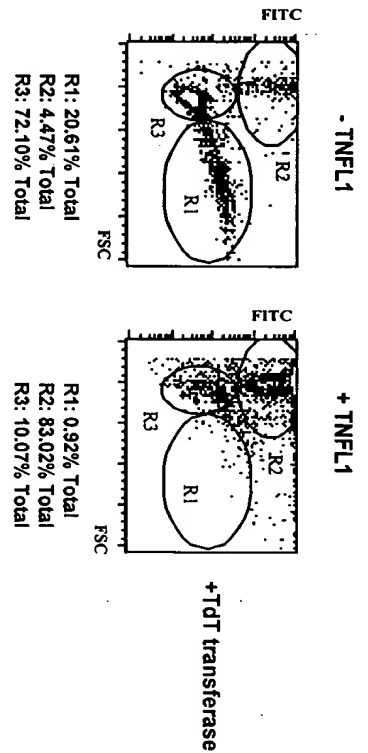 - TNFL1
FITC
R2
R3
R1
FSC
R1: 20.61% Total
R2: 4.47% Total
R3: 72.10% Total
+ TNFL1
FITC
R2
R3
R1
FSC
R1: 0.92% Total
R2: 83.02% Total
R3: 10.07% Total
+TdT transferase